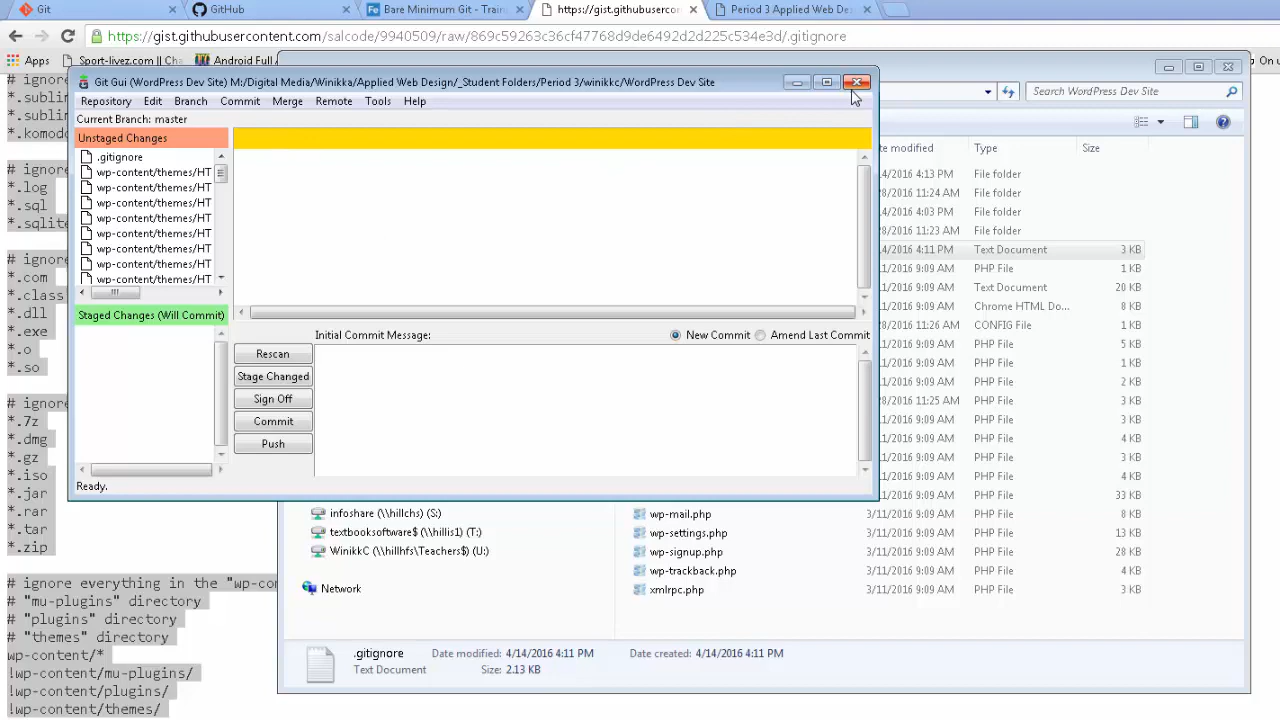 Git
GitHub
Bare Minimum Git - Train
https://gist.githubuserco
Period 3 Applied Web De
https://gist.githubusercontent.com/salcode/9940509/raw/869c59263c36cf47768d9de6492d2d225c534e3d/.gitignore
Apps
Sport-livez.com كورة
Android Full
On u
Git Gui (WordPress Dev Site) M:/Digital Media/Winikka/Applied Web Design/_Student Folders/Period 3/winikkc/WordPress Dev Site
Search WordPress Dev Site
Repository Edit Branch Commit Merge Remote Tools Help
Current Branch: master
Unstaged Changes
.gitignore
wp-content/themes/HT
wp-content/themes/HT
wp-content/themes/HT
wp-content/themes/HT
wp-content/themes/HT
wp-content/themes/HT
wp-content/themes/HT
wp-content/themes/HT
Staged Changes (Will Commit)
Initial Commit Message:
New Commit
Amend Last Commit
Rescan
Stage Changed
Sign Off
Commit
Push
Ready.
# ignore
*.sublin
*.sublin
*.komodo
# ignore
*.log
*.sql
*.sqlite
# ignore
*.com
*.class
*.dll
*.exe
*.o
*.so
# ignore
*.7z
*.dmg
*.gz
*.iso
*.jar
*.rar
*.tar
*.zip
# ignore everything in the "wp-con
# "mu-plugins" directory
# "plugins" directory
# "themes" directory
wp-content/*
!wp-content/mu-plugins/
!wp-content/plugins/
!wp-content/themes/
te modified Type Size
4/2016 4:13 PM File folder
8/2016 11:24 AM File folder
4/2016 4:03 PM File folder
8/2016 11:23 AM File folder
4/2016 4:11 PM Text Document 3 KB
1/2016 9:09 AM PHP File 1 KB
1/2016 9:09 AM Text Document 20 KB
1/2016 9:09 AM Chrome HTML Do... 8 KB
8/2016 11:26 AM CONFIG File 1 KB
1/2016 9:09 AM PHP File 5 KB
1/2016 9:09 AM PHP File 1 KB
1/2016 9:09 AM PHP File 2 KB
8/2016 11:25 AM PHP File 3 KB
1/2016 9:09 AM PHP File 4 KB
1/2016 9:09 AM PHP File 3 KB
1/2016 9:09 AM PHP File 3 KB
1/2016 9:09 AM PHP File 4 KB
1/2016 9:09 AM PHP File 33 KB
infoshare (\\hillchs) (S:)
textbooksoftware$ (\\hillis1) (T:)
WinikkC (\\hillhfs\Teachers$) (U:)
Network
wp-mail.php 3/11/2016 9:09 AM PHP File 8 KB
wp-settings.php 3/11/2016 9:09 AM PHP File 13 KB
wp-signup.php 3/11/2016 9:09 AM PHP File 28 KB
wp-trackback.php 3/11/2016 9:09 AM PHP File 4 KB
xmlrpc.php 3/11/2016 9:09 AM PHP File 3 KB
.gitignore Date modified: 4/14/2016 4:11 PM Date created: 4/14/2016 4:11 PM
Text Document Size: 2.13 KB